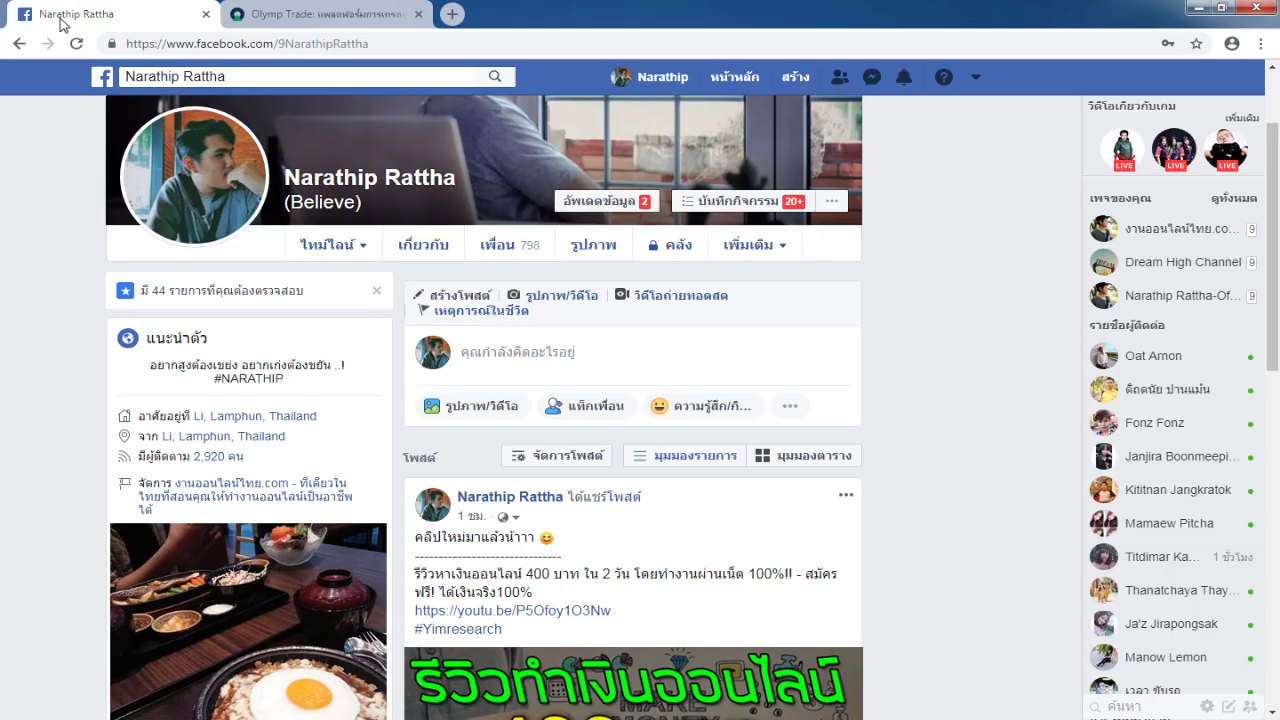 Narathip Rattha
Olymp Trade: แพลตฟอร์มการเทรดอ
https://www.facebook.com/9NarathipRattha
Narathip Rattha
Narathip
หน้าหลัก
สร้าง
Narathip Rattha
(Believe)
อัพเดตข้อมูล 2
บันทึกกิจกรรม 20+
ไทม์ไลน์
เกี่ยวกับ
เพื่อน 798
รูปภาพ
คลัง
เพิ่มเติม
มี 44 รายการที่คุณต้องตรวจสอบ
แนะนำตัว
อยากสูงต้องเขย่ง อยากเก่งต้องขยัน ..!
#NARATHIP
อาศัยอยู่ที่ Li, Lamphun, Thailand
จาก Li, Lamphun, Thailand
มีผู้ติดตาม 2,920 คน
จัดการ งานออนไลน์ไทย.com - ที่เดียวใน
ไทยที่สอนคุณให้ทำงานออนไลน์เป็นอาชีพ
ได้
สร้างโพสต์
รูปภาพ/วิดีโอ
วิดีโอถ่ายทอดสด
เหตุการณ์ในชีวิต
คุณกำลังคิดอะไรอยู่
รูปภาพ/วิดีโอ
แท็กเพื่อน
ความรู้สึก/กิ...
โพสต์
จัดการโพสต์
มุมมองรายการ
มุมมองตาราง
Narathip Rattha ได้แชร์โพสต์
1 ชม.
คลิปใหม่มาแล้วน้าาา
-------------------------------
รีวิวหาเงินออนไลน์ 400 บาท ใน 2 วัน โดยทำงานผ่านเน็ต 100%!! - สมัคร
ฟรี! ได้เงินจริง100%
https://youtu.be/P5Ofoy1O3Nw
#Yimresearch
รีวิวทำเงินออนไลน์
วิดีโอเกี่ยวกับเกม
เพิ่มเติม
LIVE
LIVE
LIVE
เพจของคุณ
ดูทั้งหมด
งานออนไลน์ไทย.co... 9
Dream High Channel 9
Narathip Rattha-Of... 9
รายชื่อผู้ติดต่อ
Oat Arnon
ติถดนัย ปานแม้น
Fonz Fonz
Janjira Boonmeepi...
Kititnan Jangkratok
Mamaew Pitcha
Titdimar Ka... 1 ชั่วโมง
Thanatchaya Thay...
Ja'z Jirapongsak
Manow Lemon
เวลา ขันรอ
ค้นหา